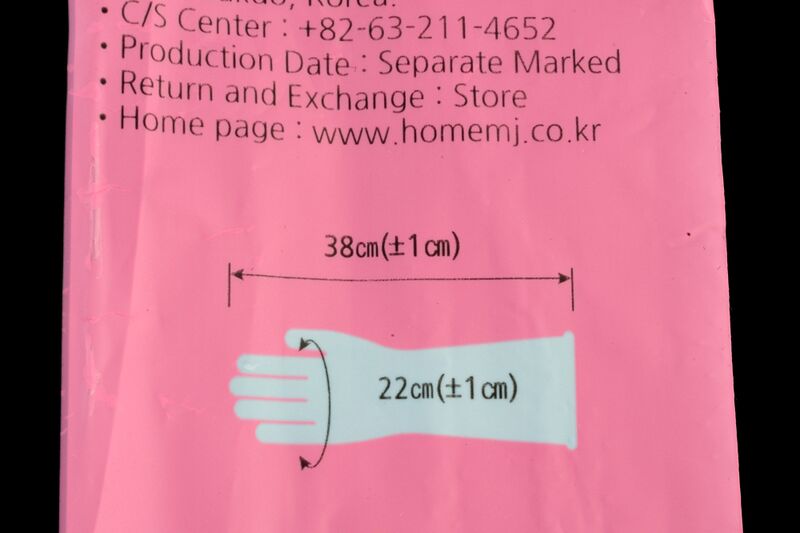 Korea.
• C/S Center : +82-63-211-4652
• Production Date : Separate Marked
• Return and Exchange : Store
• Home page : www.homemj.co.kr
38cm(±1cm)
22cm(±1cm)